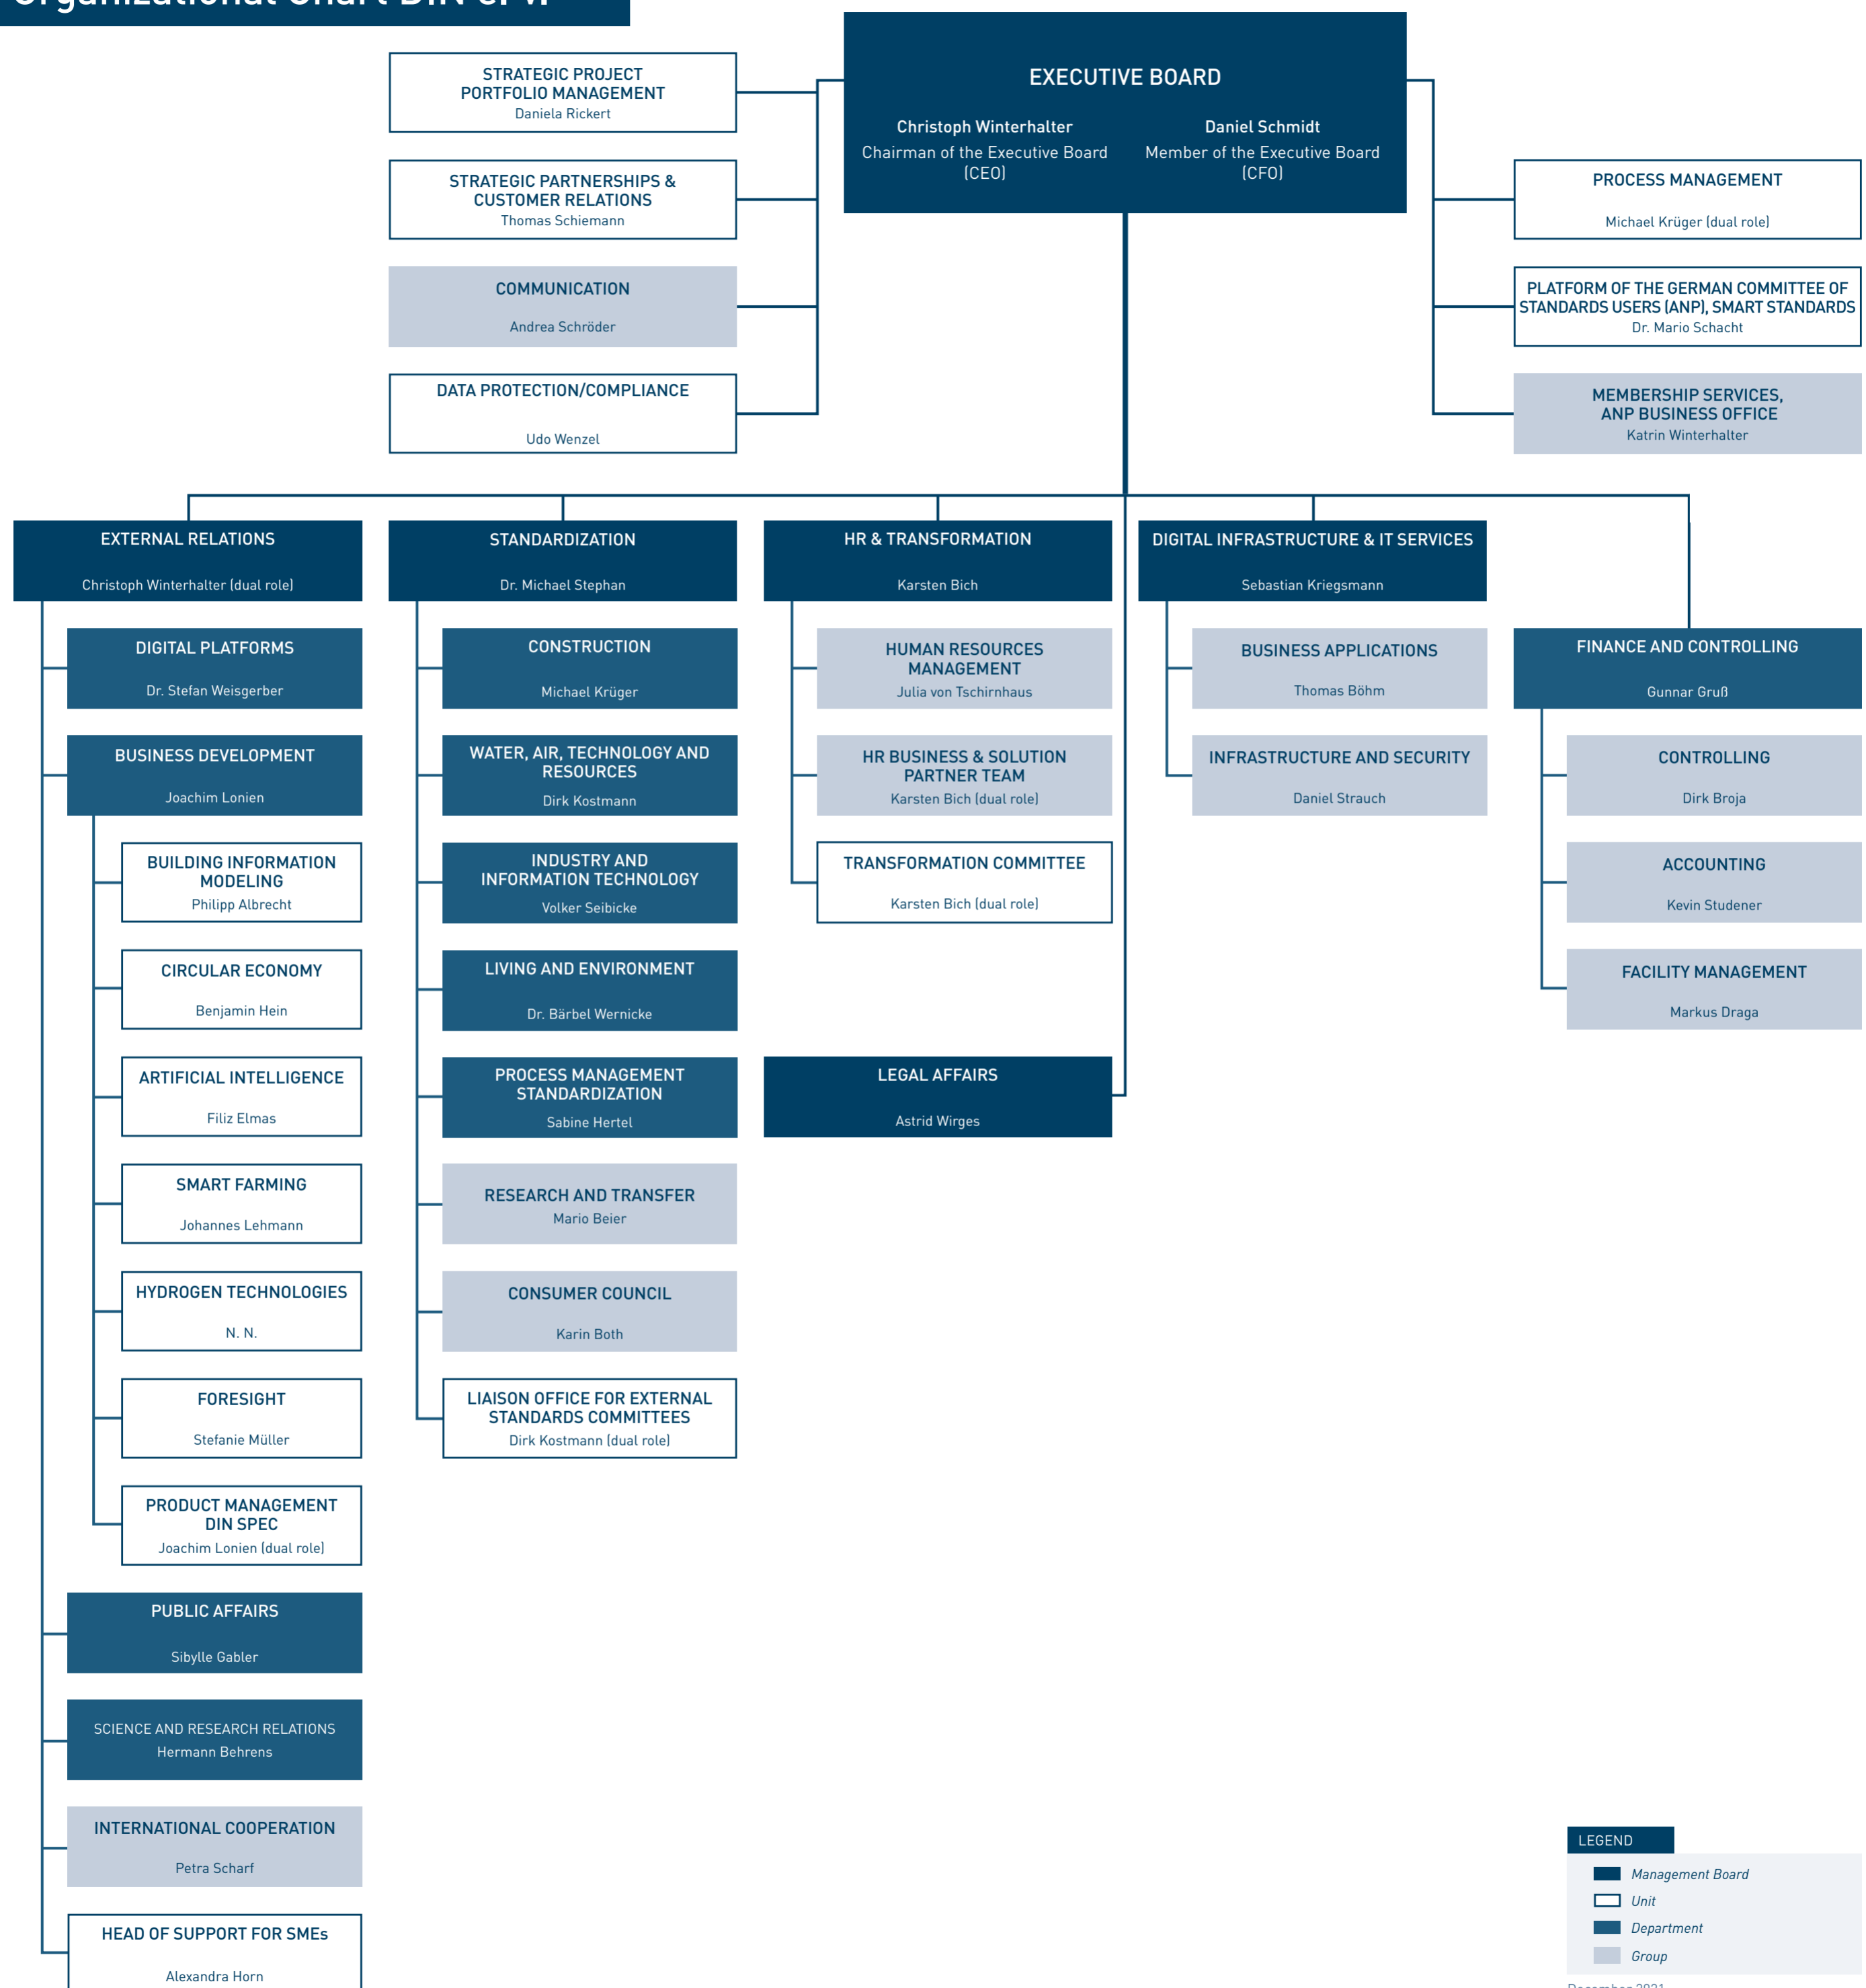 Organizational Chart DIN e. V.
EXECUTIVE BOARD
Christoph Winterhalter
Chairman of the Executive Board
(CEO)
Daniel Schmidt
Member of the Executive Board
(CFO)
STRATEGIC PROJECT
PORTFOLIO MANAGEMENT
Daniela Rickert
STRATEGIC PARTNERSHIPS &
CUSTOMER RELATIONS
Thomas Schiemann
COMMUNICATION
Andrea Schröder
DATA PROTECTION/COMPLIANCE
Udo Wenzel
PROCESS MANAGEMENT
Michael Krüger (dual role)
PLATFORM OF THE GERMAN COMMITTEE OF
STANDARDS USERS (ANP), SMART STANDARDS
Dr. Mario Schacht
MEMBERSHIP SERVICES,
ANP BUSINESS OFFICE
Katrin Winterhalter
EXTERNAL RELATIONS
Christoph Winterhalter (dual role)
DIGITAL PLATFORMS
Dr. Stefan Weisgerber
BUSINESS DEVELOPMENT
Joachim Lonien
BUILDING INFORMATION
MODELING
Philipp Albrecht
CIRCULAR ECONOMY
Benjamin Hein
ARTIFICIAL INTELLIGENCE
Filiz Elmas
SMART FARMING
Johannes Lehmann
HYDROGEN TECHNOLOGIES
N. N.
FORESIGHT
Stefanie Müller
PRODUCT MANAGEMENT
DIN SPEC
Joachim Lonien (dual role)
PUBLIC AFFAIRS
Sibylle Gabler
SCIENCE AND RESEARCH RELATIONS
Hermann Behrens
INTERNATIONAL COOPERATION
Petra Scharf
HEAD OF SUPPORT FOR SMEs
Alexandra Horn
STANDARDIZATION
Dr. Michael Stephan
CONSTRUCTION
Michael Krüger
WATER, AIR, TECHNOLOGY AND
RESOURCES
Dirk Kostmann
INDUSTRY AND
INFORMATION TECHNOLOGY
Volker Seibicke
LIVING AND ENVIRONMENT
Dr. Bärbel Wernicke
PROCESS MANAGEMENT
STANDARDIZATION
Sabine Hertel
RESEARCH AND TRANSFER
Mario Beier
CONSUMER COUNCIL
Karin Both
LIAISON OFFICE FOR EXTERNAL
STANDARDS COMMITTEES
Dirk Kostmann (dual role)
HR & TRANSFORMATION
Karsten Bich
HUMAN RESOURCES
MANAGEMENT
Julia von Tschirnhaus
HR BUSINESS & SOLUTION
PARTNER TEAM
Karsten Bich (dual role)
TRANSFORMATION COMMITTEE
Karsten Bich (dual role)
LEGAL AFFAIRS
Astrid Wirges
DIGITAL INFRASTRUCTURE & IT SERVICES
Sebastian Kriegsmann
BUSINESS APPLICATIONS
Thomas Böhm
INFRASTRUCTURE AND SECURITY
Daniel Strauch
FINANCE AND CONTROLLING
Gunnar Gruß
CONTROLLING
Dirk Broja
ACCOUNTING
Kevin Studener
FACILITY MANAGEMENT
Markus Draga
LEGEND
Management Board
Unit
Department
Group
December 2021